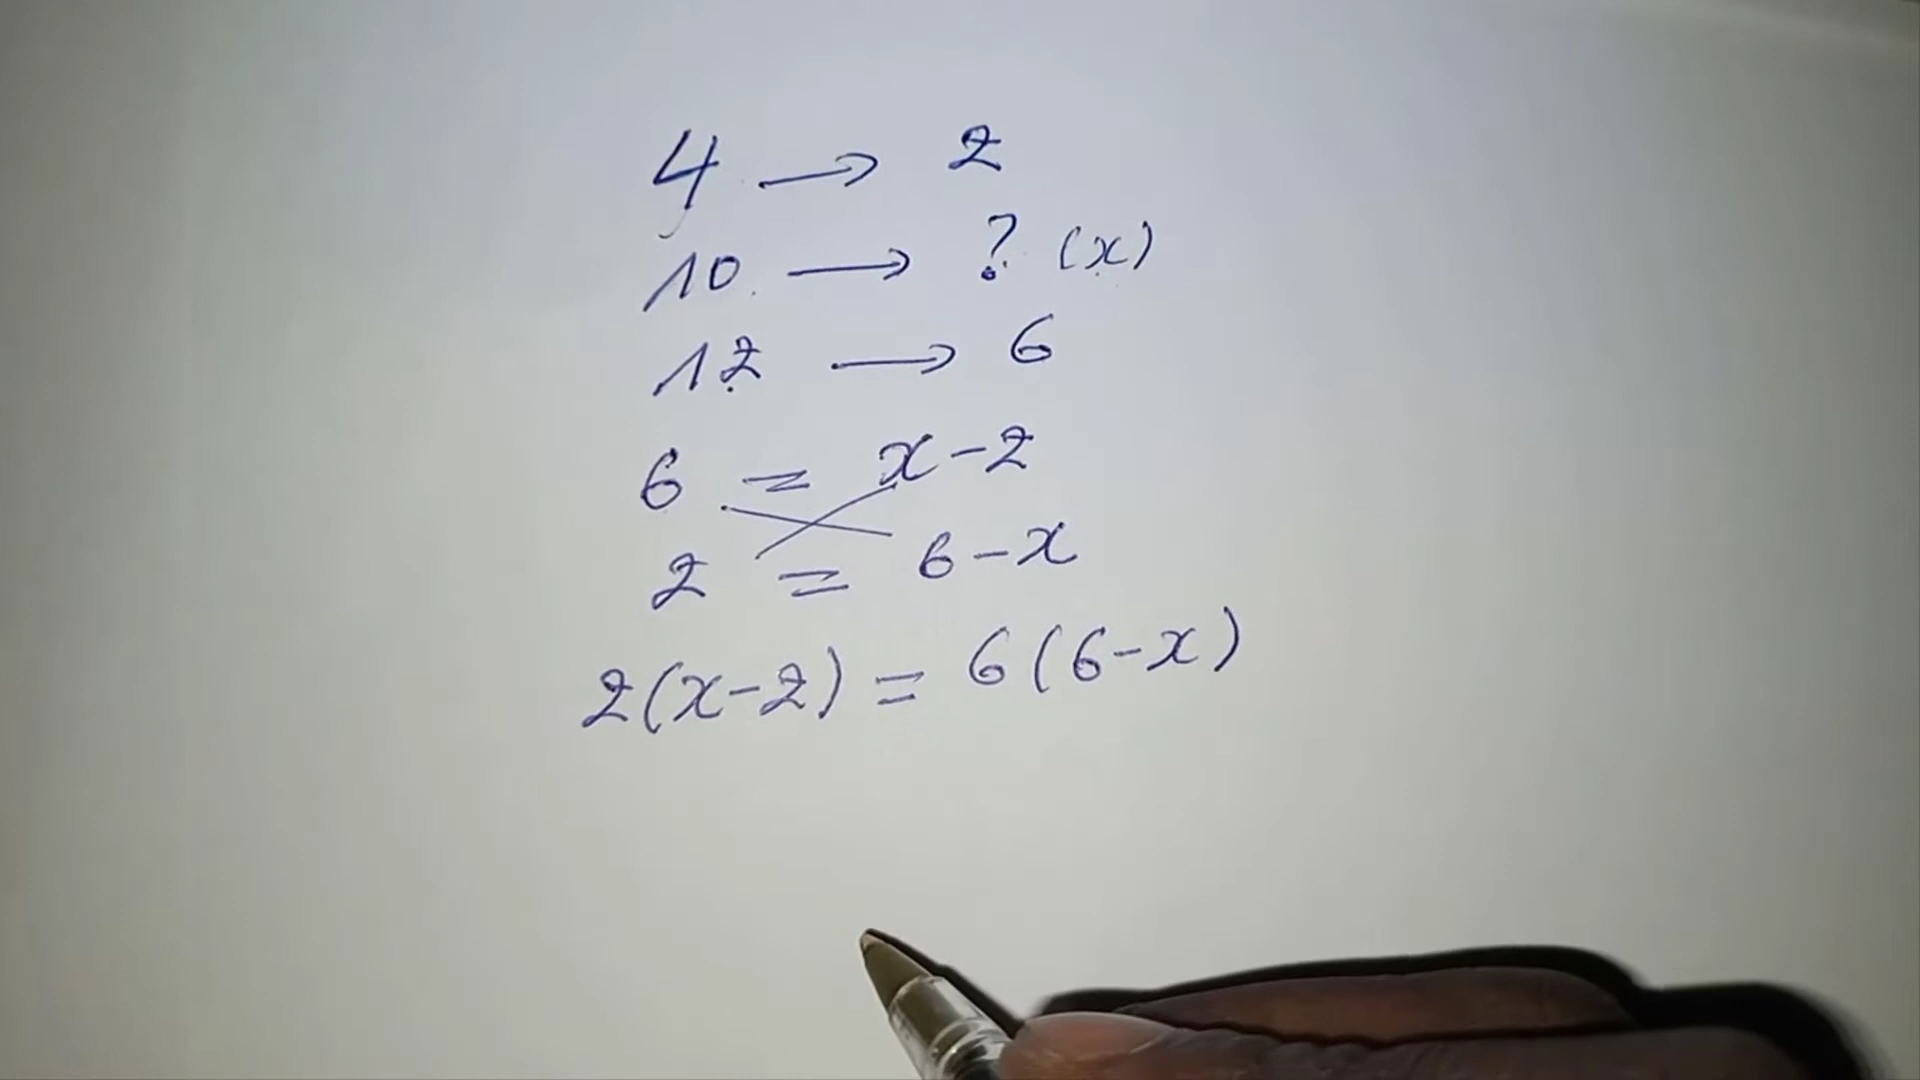 4 → 2
10 → ? (x)
12 → 6
6 = x-2
2 = 6-x
2(x-2) = 6(6-x)